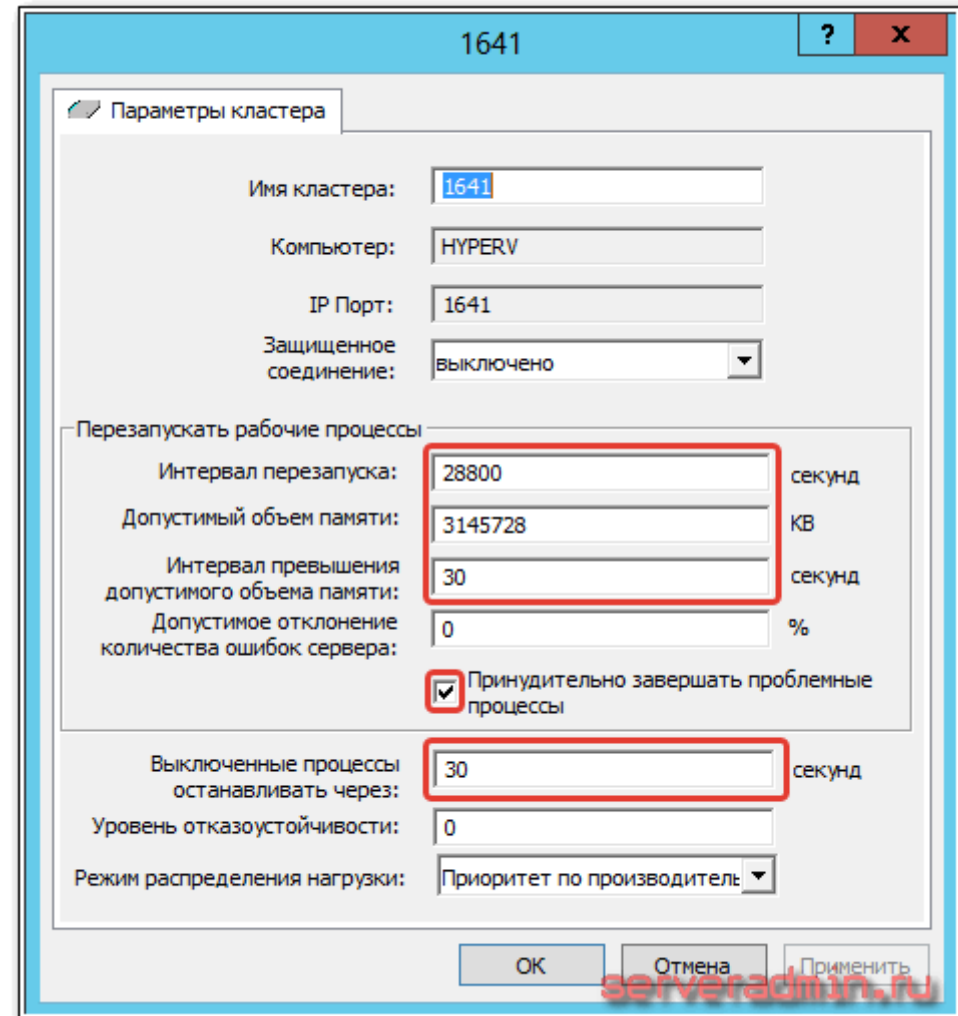 1641
? x
Параметры кластера
Имя кластера: 1641
Компьютер: HYPERV
IP Порт: 1641
Защищенное
соединение: выключено
Перезапускать рабочие процессы
Интервал перезапуска: 28800 секунд
Допустимый объем памяти: 3145728 КВ
Интервал превышения
допустимого объема памяти: 30 секунд
Допустимое отклонение
количества ошибок сервера: 0 %
Принудительно завершать проблемные
процессы
Выключенные процессы
останавливать через: 30 секунд
Уровень отказоустойчивости: 0
Режим распределения нагрузки: Приоритет по производитель
ОК Отмена Применить
serveradmin.ru